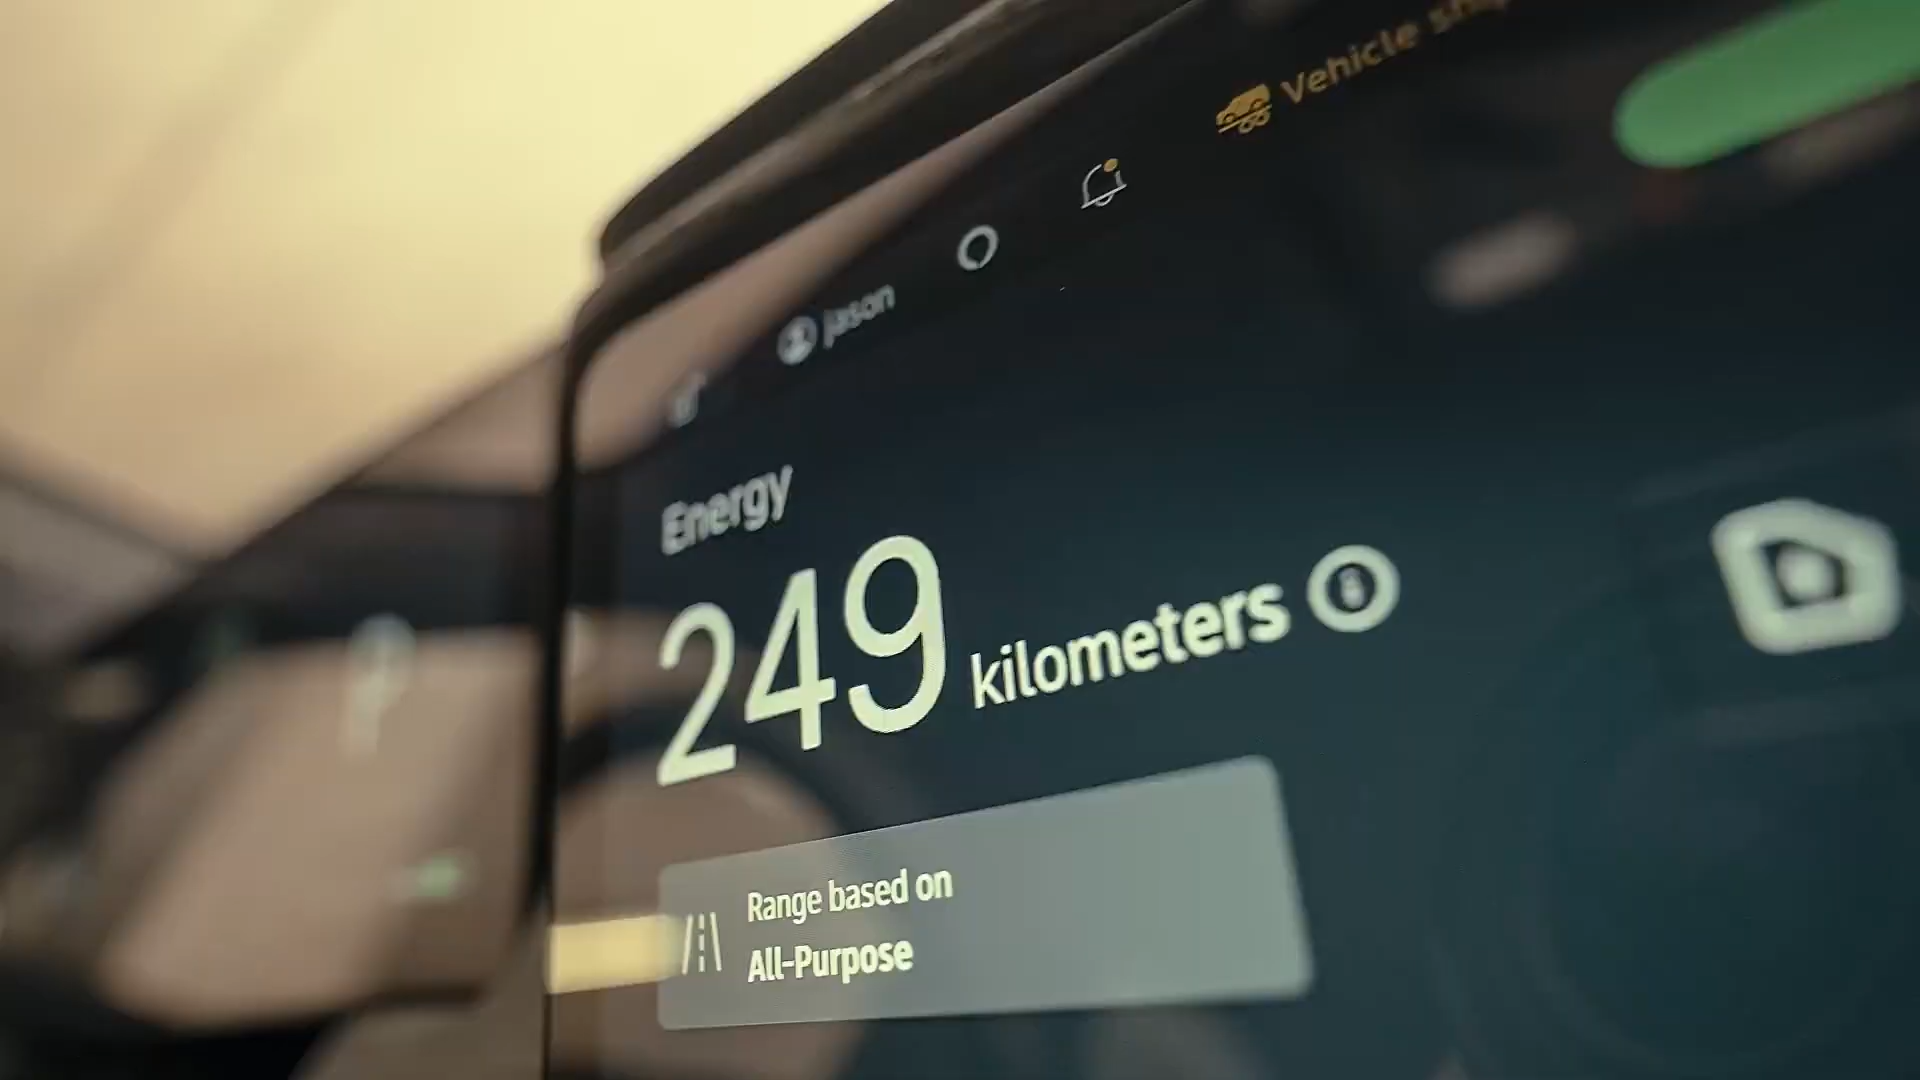 Vehicle
jason
Energy
249 kilometers
Range based on
All-Purpose